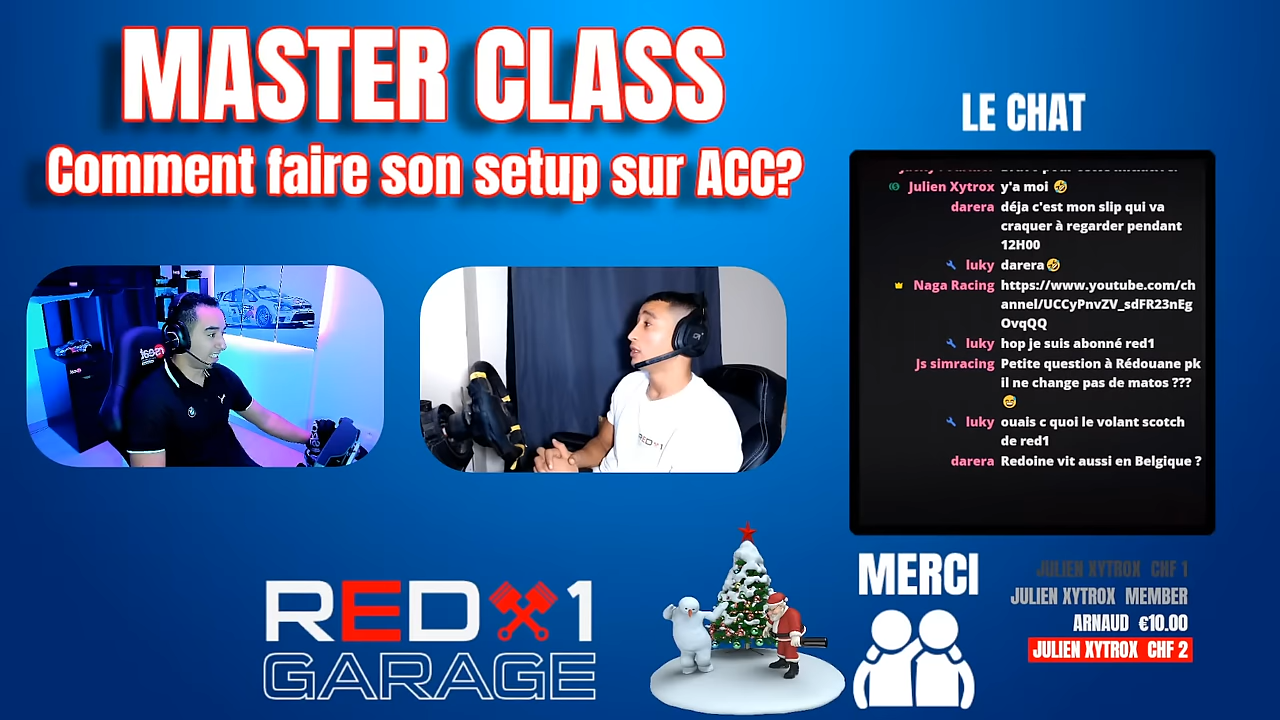 MASTER CLASS
Comment faire son setup sur ACC?
LE CHAT
Julien Xytrox y'a moi 🤣
darera déja c'est mon slip qui va
craquer à regarder pendant
12H00
luky darera🤣
Naga Racing https://www.youtube.com/ch
annel/UCCyPnvZV_sdFR23nEg
OvqQQ
luky hop je suis abonné red1
Js simracing Petite question à Rédouane pk
il ne change pas de matos ???
😅
luky ouais c quoi le volant scotch
de red1
darera Redoine vit aussi en Belgique ?
RED 1
GARAGE
MERCI
JULIEN XYTROX CHF 1
JULIEN XYTROX MEMBER
ARNAUD €10.00
JULIEN XYTROX CHF 2